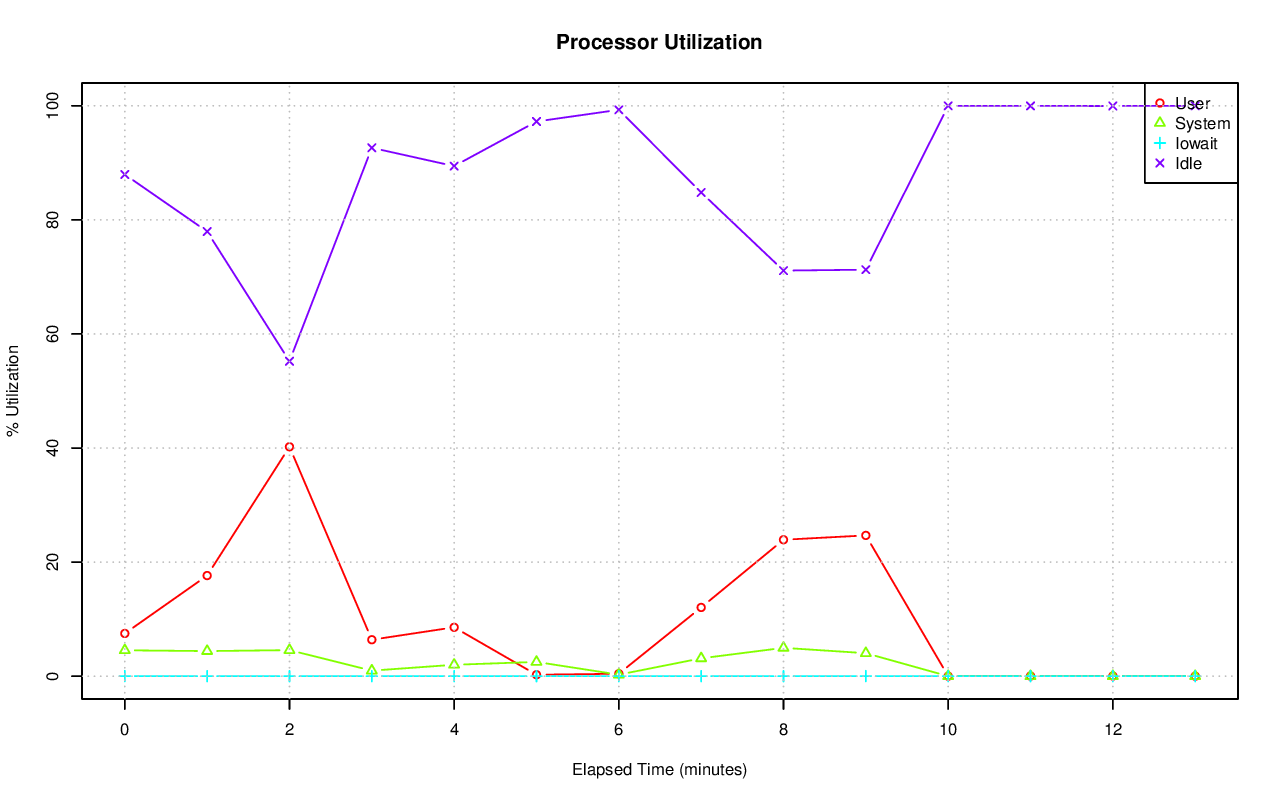 Processor Utilization
100
80
60
40
20
0
% Utilization
User
System
Iowait
Idle
0 2 4 6 8 10 12
Elapsed Time (minutes)